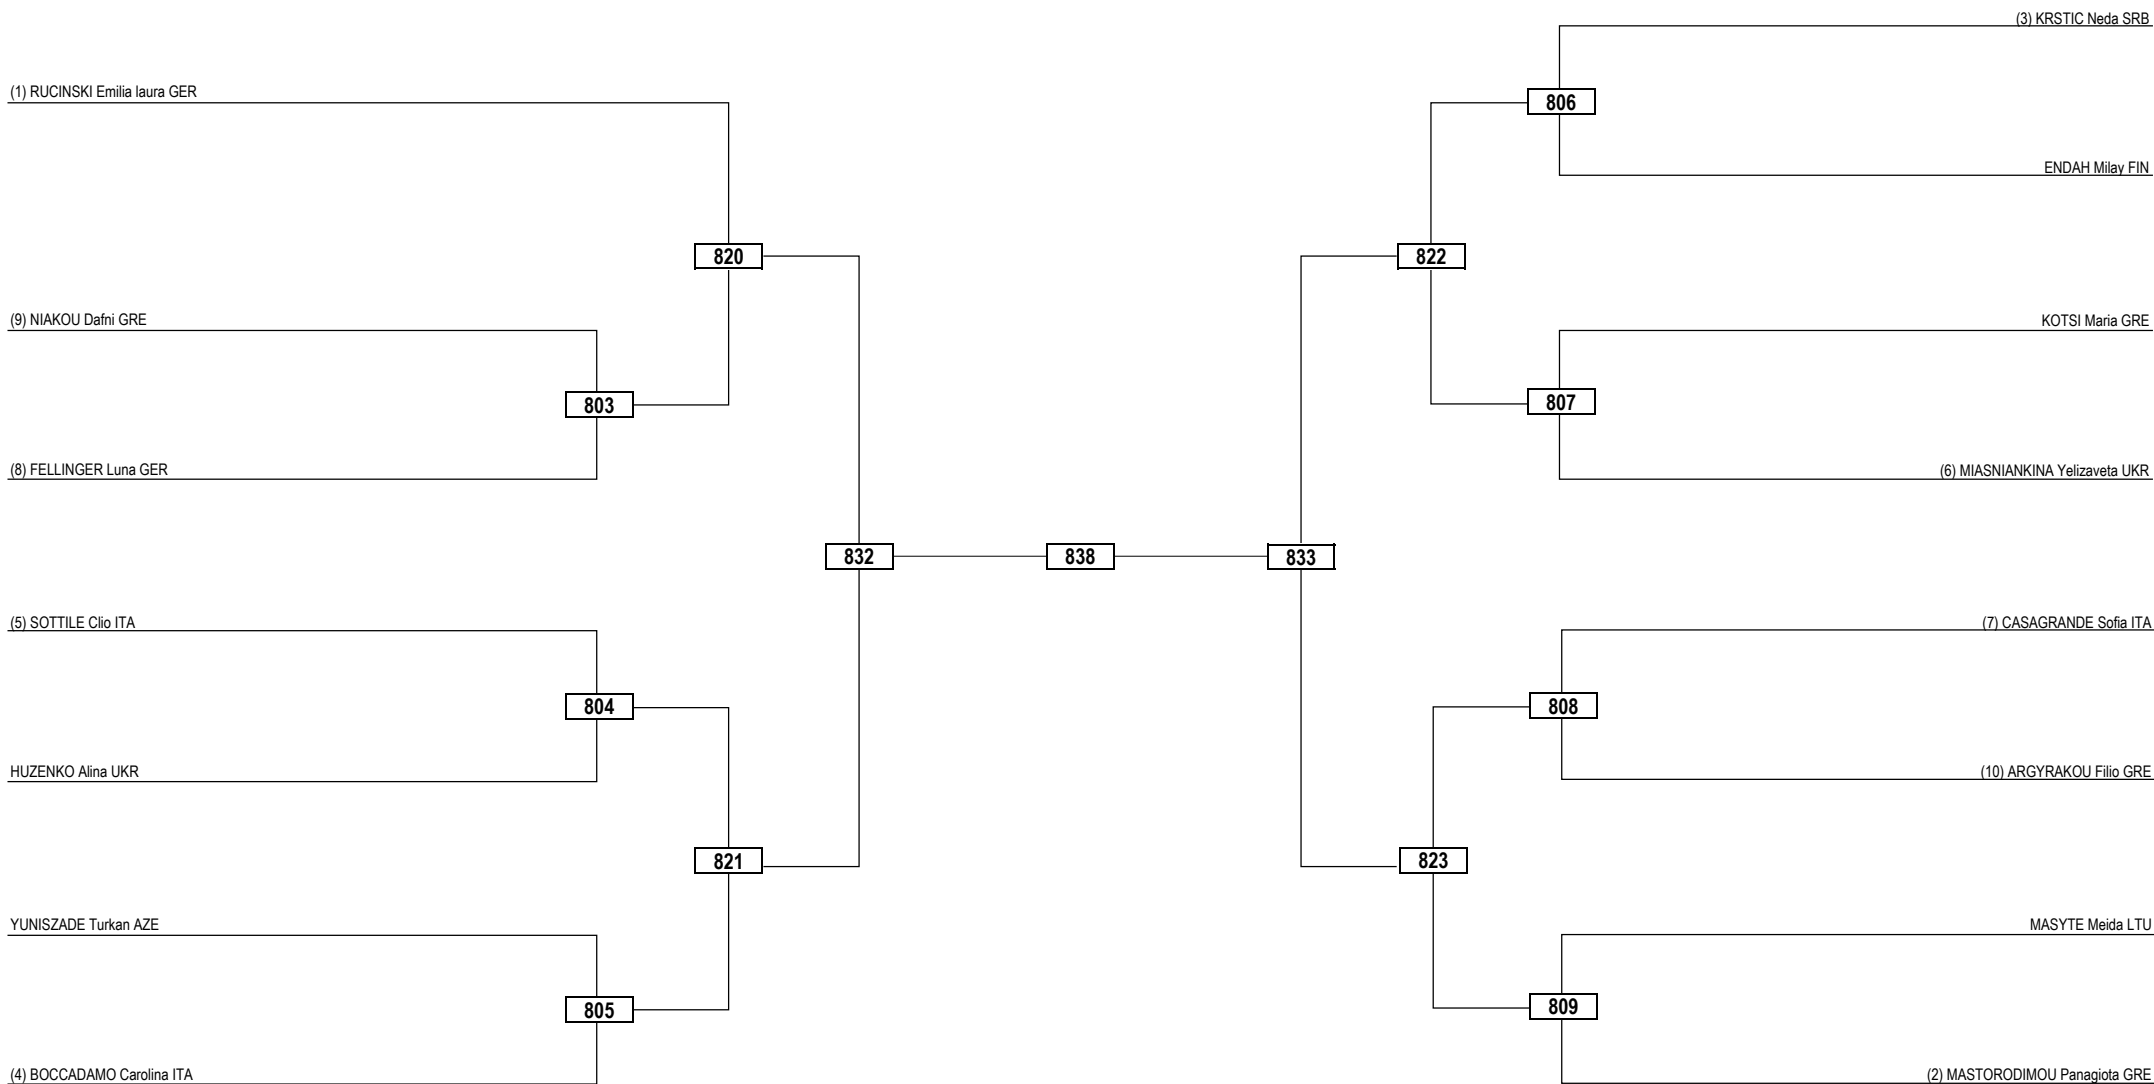 (3) KRSTIC Neda SRB
(1) RUCINSKI Emilia laura GER
806
ENDAH Milay FIN
820
822
(9) NIAKOU Dafni GRE
KOTSI Maria GRE
803
807
(8) FELLINGER Luna GER
(6) MIASNIANKINA Yelizaveta UKR
832
838
833
(5) SOTTILE Clio ITA
(7) CASAGRANDE Sofia ITA
804
808
HUZENKO Alina UKR
(10) ARGYRAKOU Filio GRE
821
823
YUNISZADE Turkan AZE
MASYTE Meida LTU
805
809
(4) BOCCADAMO Carolina ITA
(2) MASTORODIMOU Panagiota GRE